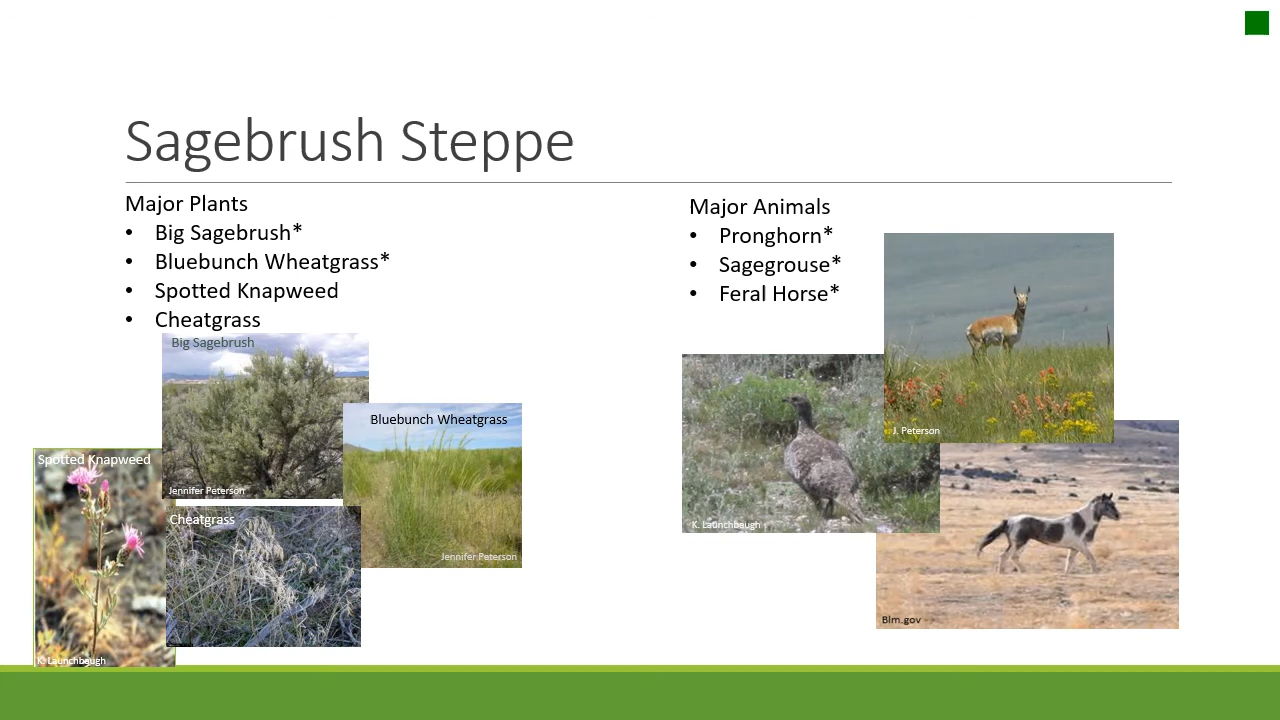 Sagebrush Steppe
Major Plants
• Big Sagebrush*
• Bluebunch Wheatgrass*
• Spotted Knapweed
• Cheatgrass
Big Sagebrush
Jennifer Peterson
Bluebunch Wheatgrass
Jennifer Peterson
Spotted Knapweed
K. Launchbaugh
Cheatgrass
Major Animals
• Pronghorn*
• Sagegrouse*
• Feral Horse*
J. Peterson
K. Launchbaugh
Blm.gov